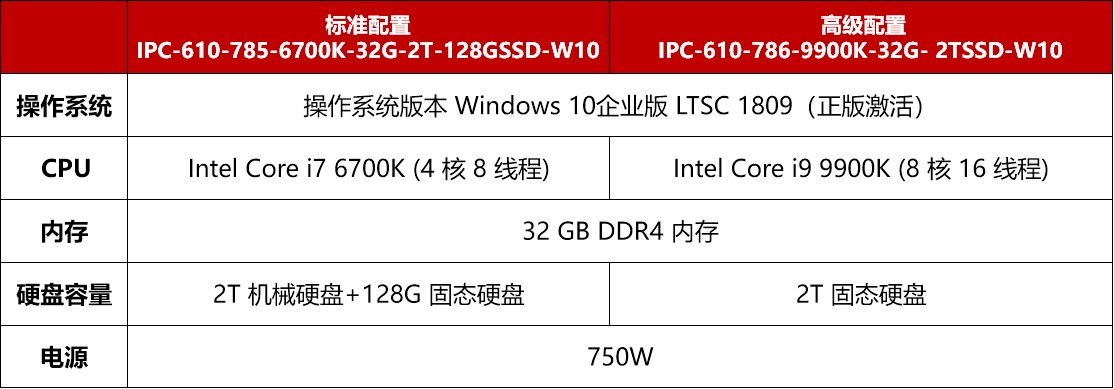 标准配置
IPC-610-785-6700K-32G-2T-128GSSD-W10
高级配置
IPC-610-786-9900K-32G- 2TSSD-W10
操作系统
操作系统版本 Windows 10企业版 LTSC 1809（正版激活）
CPU
Intel Core i7 6700K (4 核 8 线程)
Intel Core i9 9900K (8 核 16 线程)
内存
32 GB DDR4 内存
硬盘容量
2T 机械硬盘+128G 固态硬盘
2T 固态硬盘
电源
750W